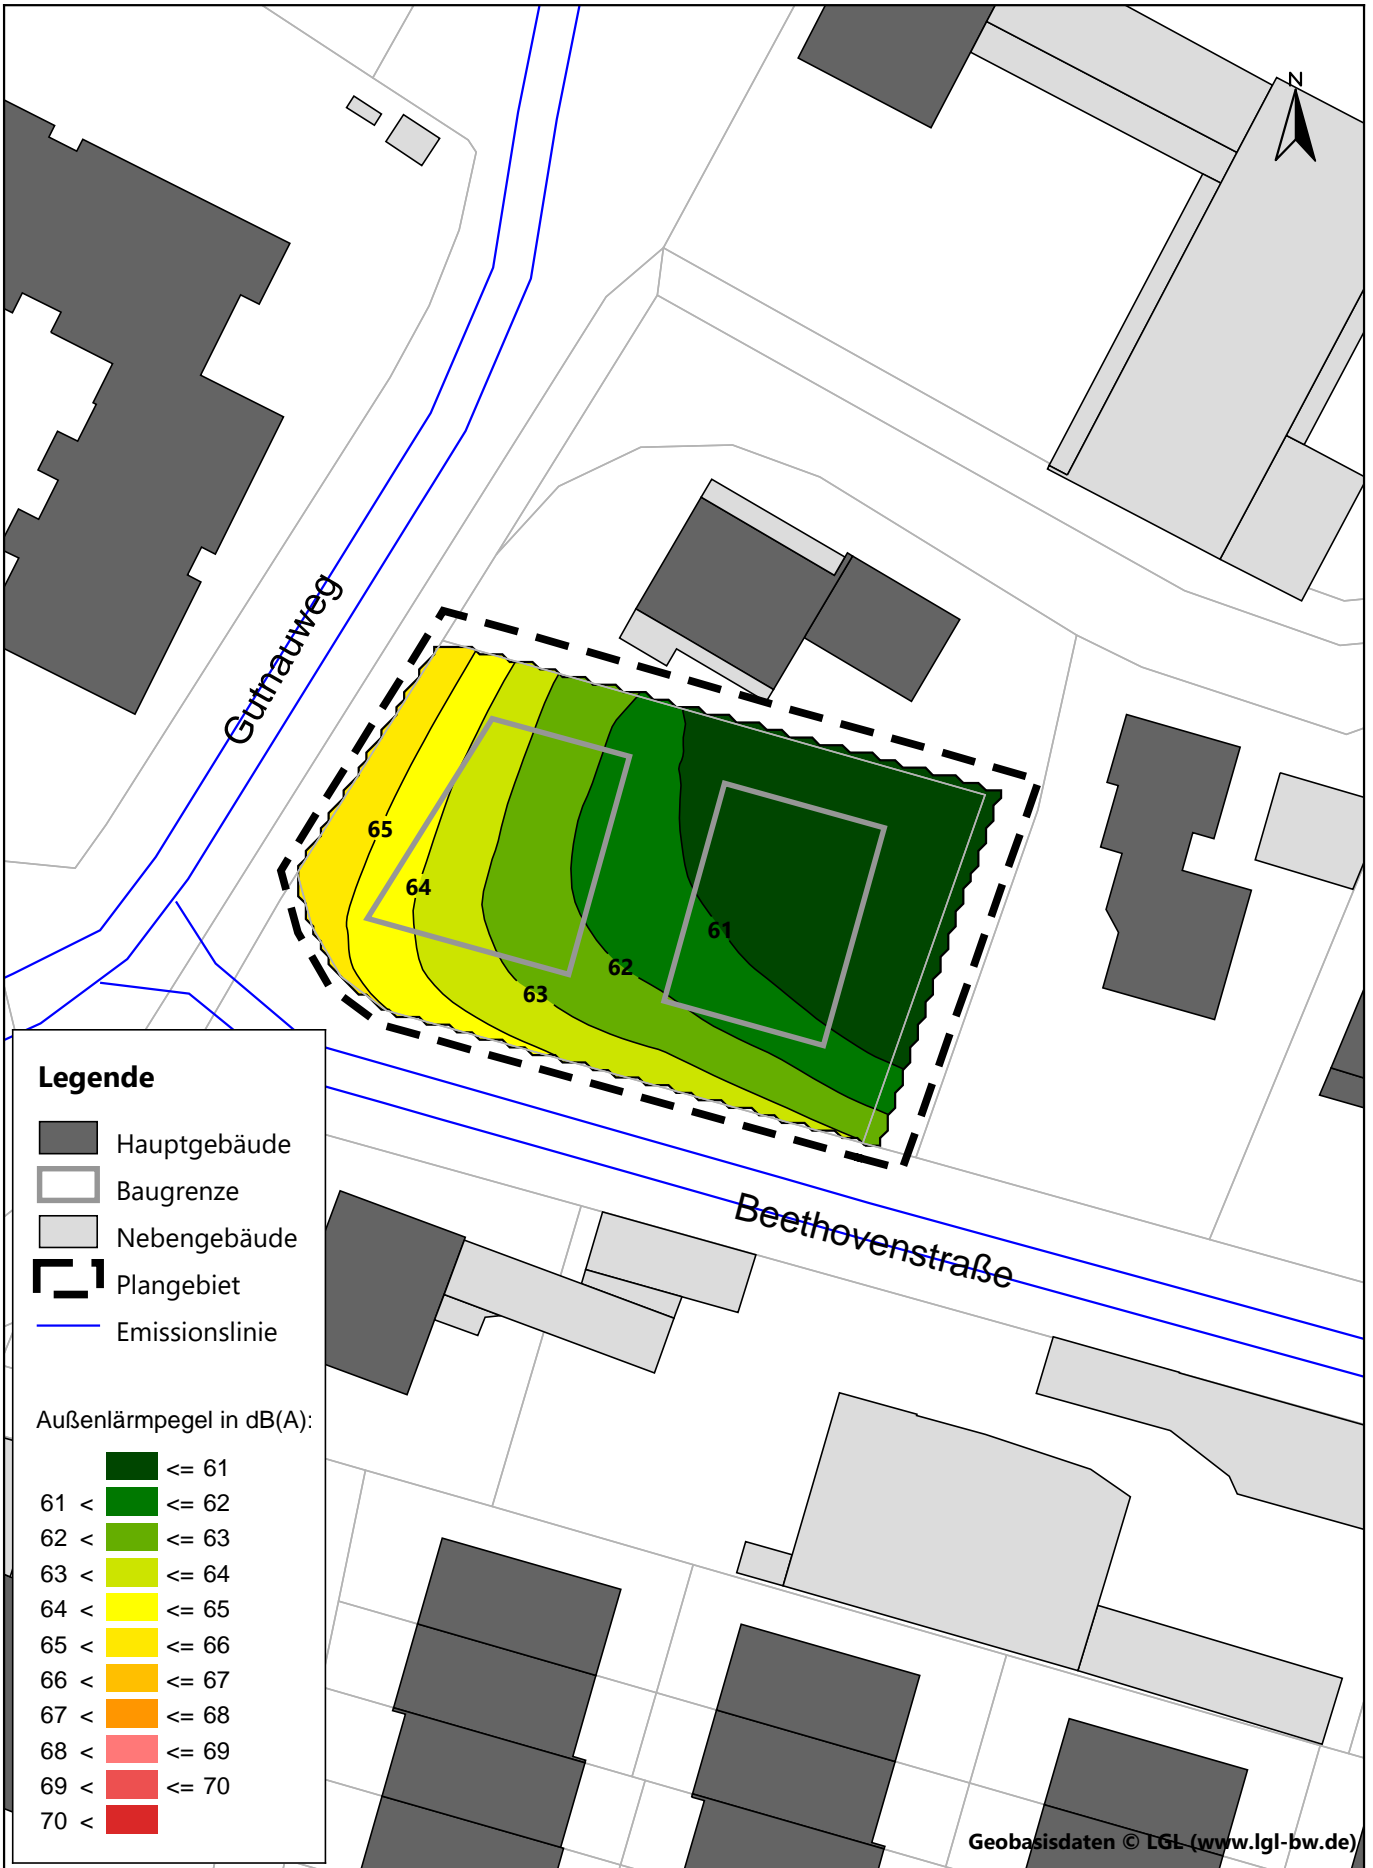 N
Gutnauweg
65
64
61
62
63
Beethovenstraße
Legende
Hauptgebäude
Baugrenze
Nebengebäude
Plangebiet
Emissionslinie
Außenlärmpegel in dB(A):
<= 61
61 < <= 62
62 < <= 63
63 < <= 64
64 < <= 65
65 < <= 66
66 < <= 67
67 < <= 68
68 < <= 69
69 < <= 70
70 <
Geobasisdaten © LGL (www.lgl-bw.de)